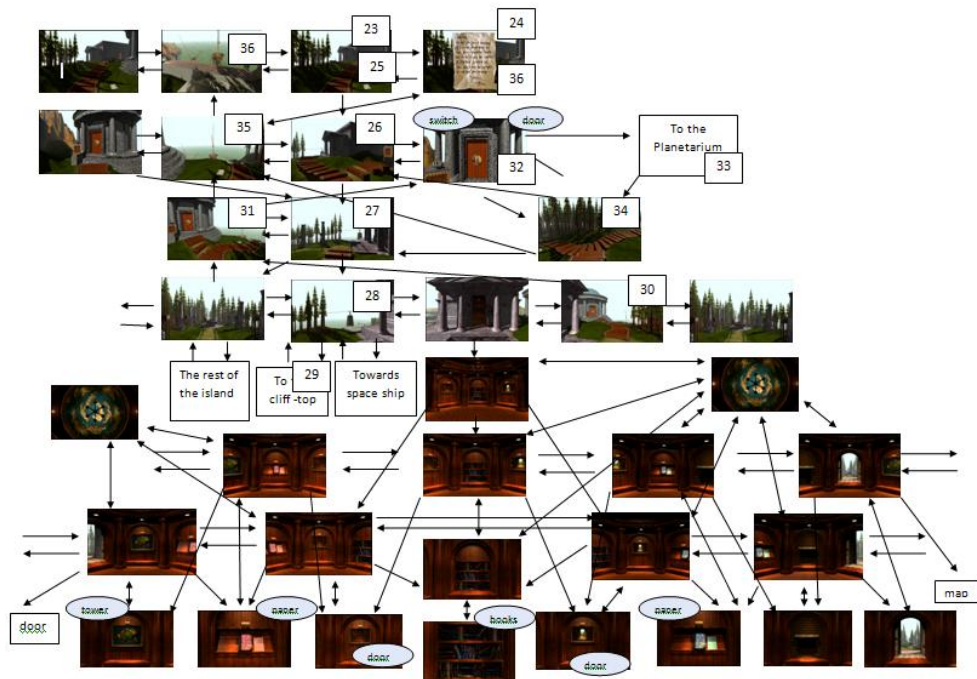 23
24
36
25
36
35
26
switch
door
To the
Planetarium
33
32
31
27
34
28
30
The rest of
the island
To
29
cliff -top
Towards
space ship
map
tower
paper
books
paper
door
door
door